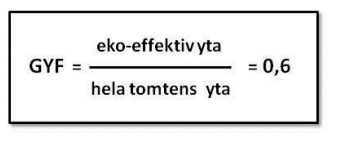 eko-effektiv yta
GYF = = 0,6
hela tomtens yta